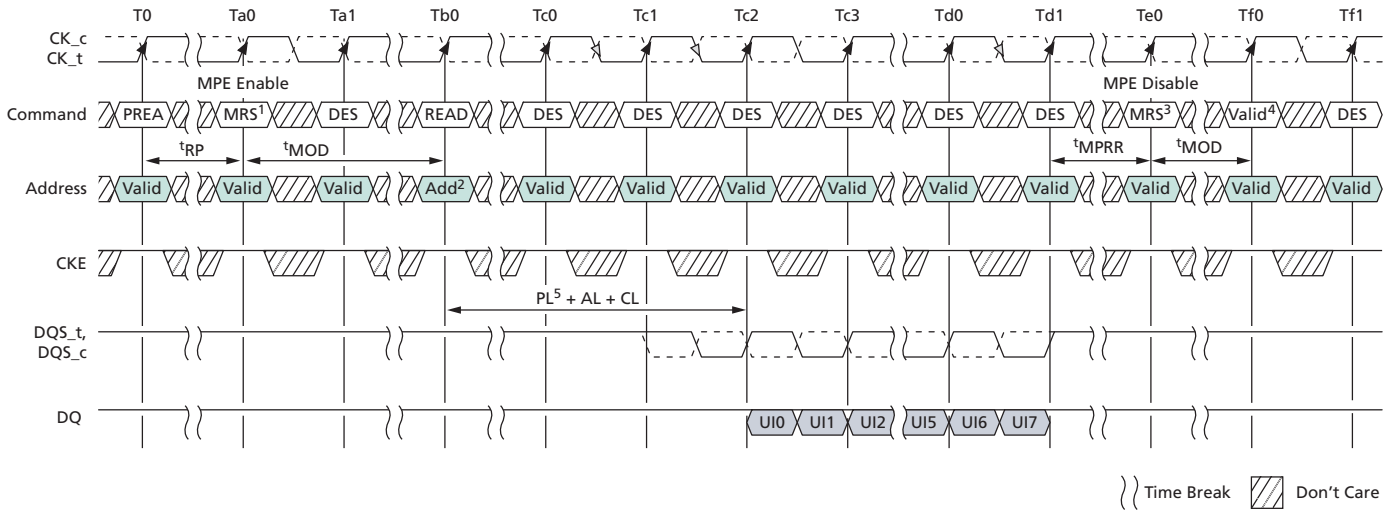 T0 Ta0 Ta1 Tb0 Tc0 Tc1 Tc2 Tc3 Td0 Td1 Te0 Tf0 Tf1
CK_c
CK_t
MPE Enable MPE Disable
Command PREA MRS1 DES READ DES DES DES DES DES DES MRS3 Valid4 DES
tRP tMOD tMPRR tMOD
Address Valid Valid Valid Add2 Valid Valid Valid Valid Valid Valid Valid Valid Valid
CKE
PL5 + AL + CL
DQS_t,
DQS_c
DQ UI0 UI1 UI2 UI5 UI6 UI7
Time Break Don't Care